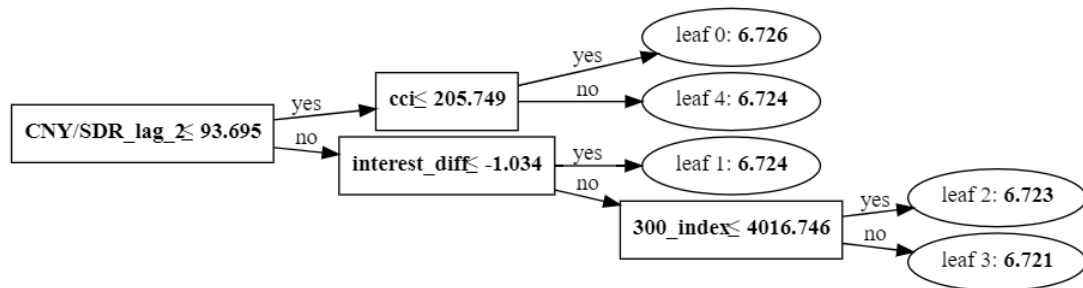 leaf 0: 6.726
yes
cci≤ 205.749
no
leaf 4: 6.724
yes
CNY/SDR_lag_2≤ 93.695
no
interest_diff≤ -1.034
yes
leaf 1: 6.724
no
300_index≤ 4016.746
yes
leaf 2: 6.723
no
leaf 3: 6.721